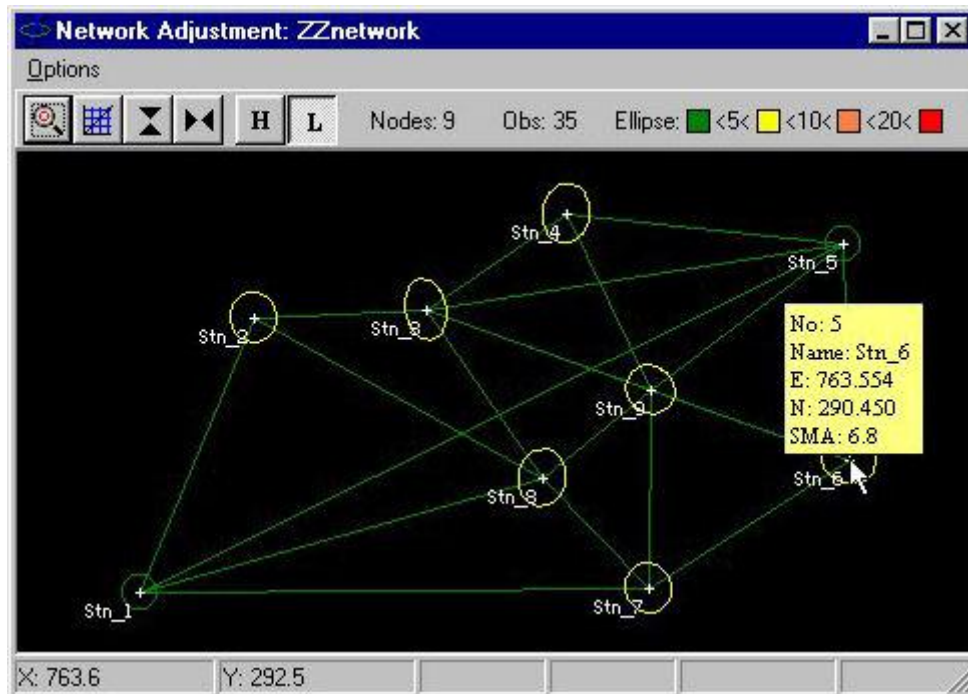 Network Adjustment: ZZnetwork
Options
H L Nodes: 9 Obs: 35 Ellipse: <5< <10< <20<
Stn_4
Stn_5
Stn_2
Stn_3
No: 5
Name: Stn_6
E: 763.554
N: 290.450
SMA: 6.8
Stn_9
Stn_6
Stn_8
Stn_1
Stn_7
X: 763.6 Y: 292.5